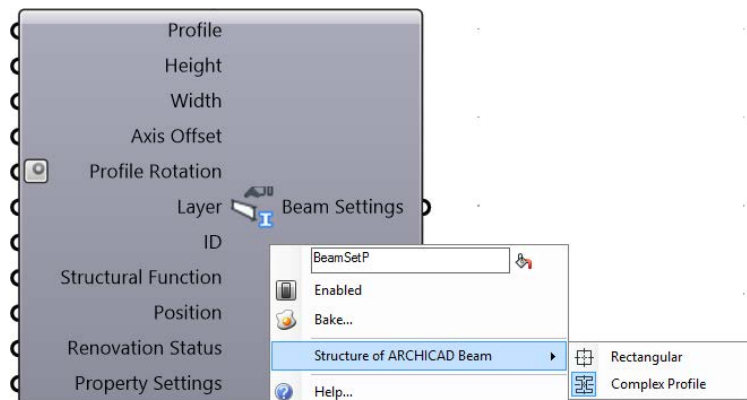 Profile
Height
Width
Axis Offset
Profile Rotation
Layer
Beam Settings
ID
Structural Function
Position
Renovation Status
Property Settings
BeamSetP
Enabled
Bake...
Structure of ARCHICAD Beam
Help...
Rectangular
Complex Profile